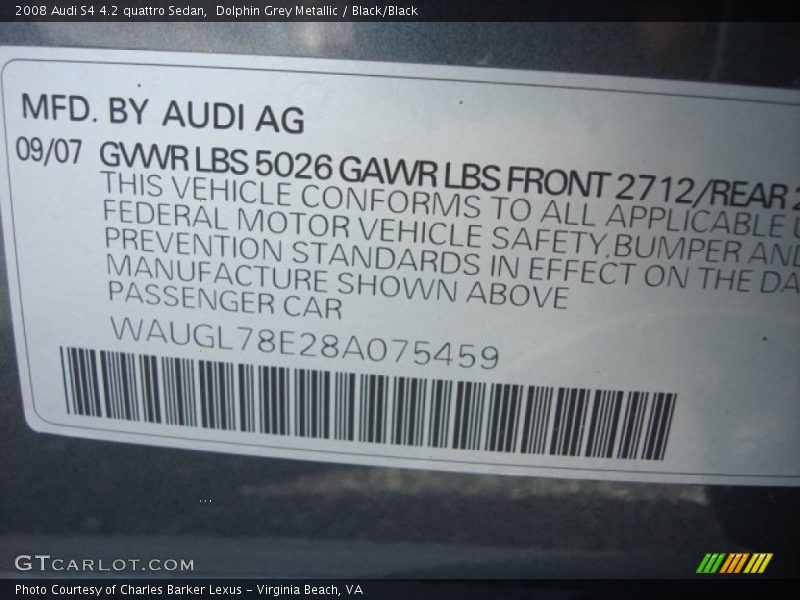 2008 Audi S4 4.2 quattro Sedan,  Dolphin Grey Metallic / Black/Black
MFD. BY AUDI AG
09/07 GVWR LBS 5026 GAWR LBS FRONT 2712/REAR 2
THIS VEHICLE CONFORMS TO ALL APPLICABLE U
FEDERAL MOTOR VEHICLE SAFETY,BUMPER AND
PREVENTION STANDARDS IN EFFECT ON THE DA
MANUFACTURE SHOWN ABOVE
PASSENGER CAR
WAUGL78E28A075459
GTCARLOT.COM
Photo Courtesy of Charles Barker Lexus - Virginia Beach, VA